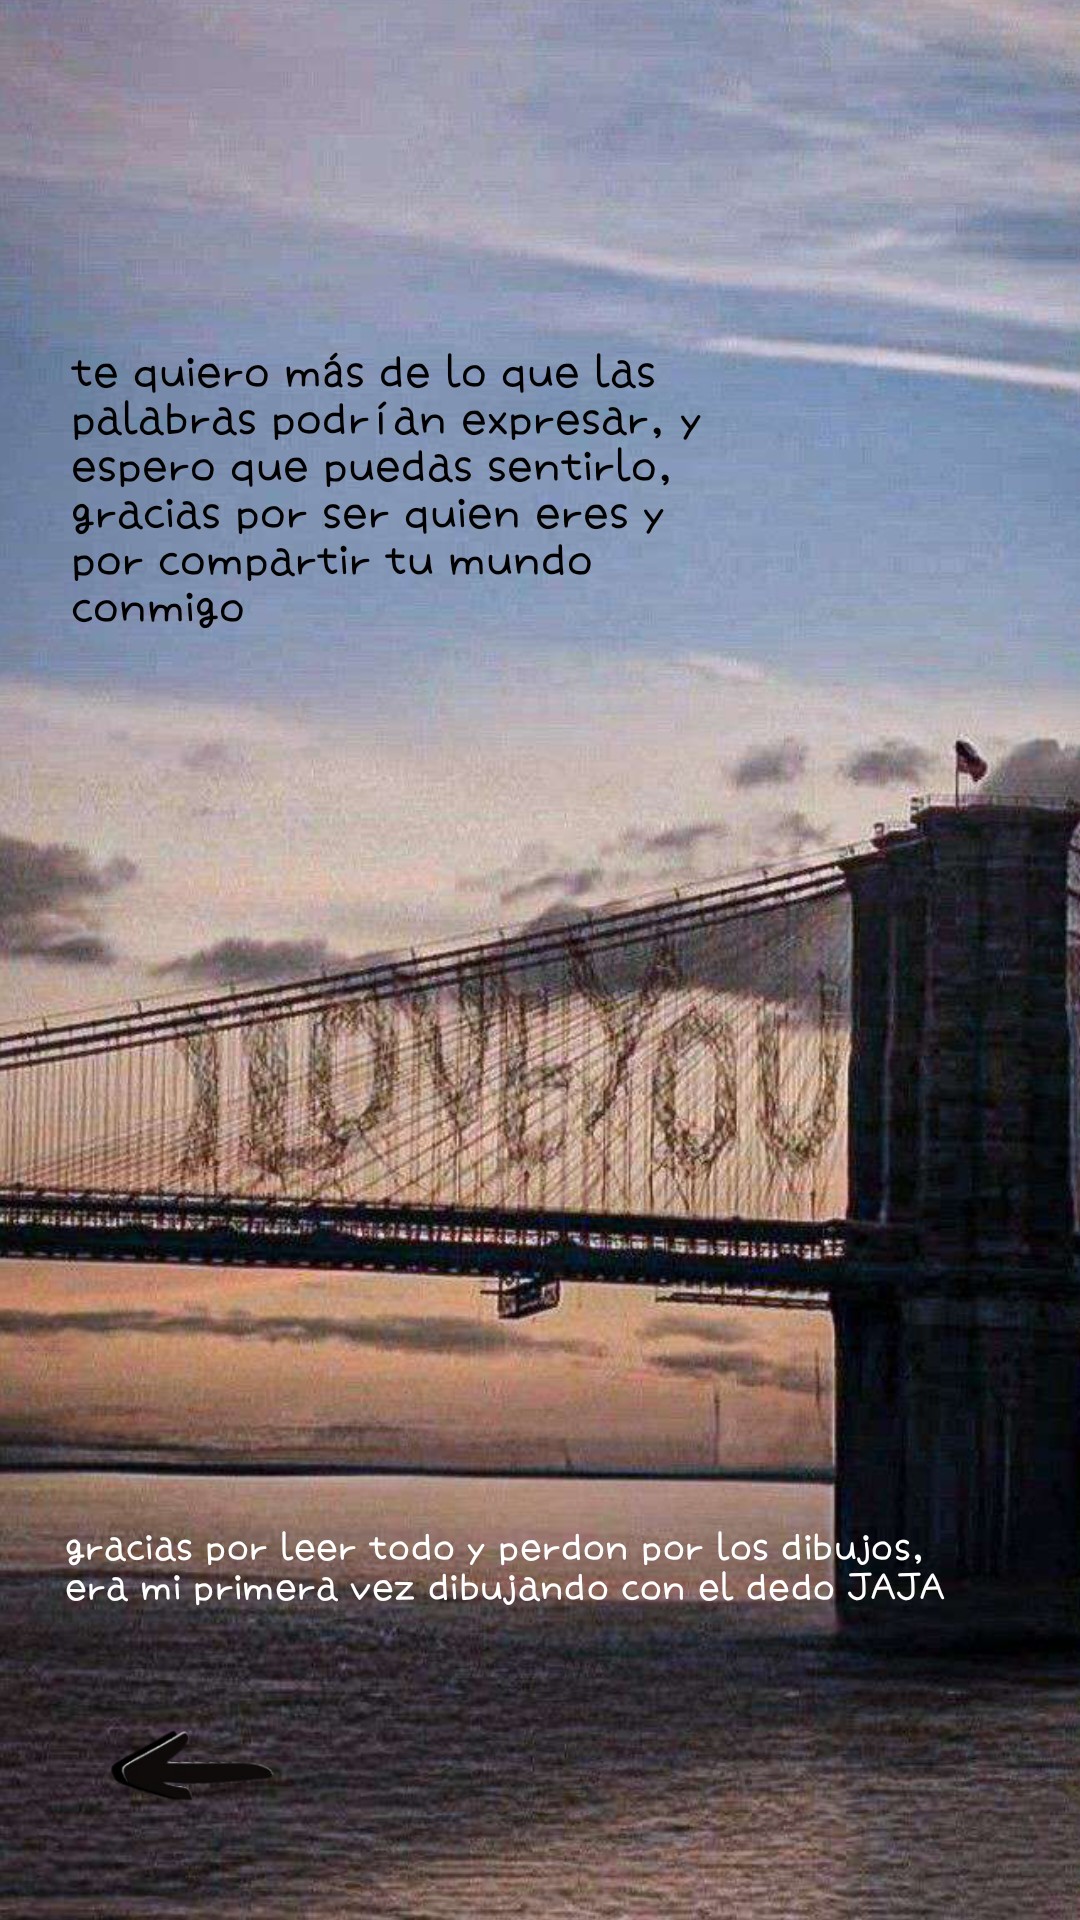 te quiero más de lo que las
palabras podrían expresar, y
espero que puedas sentirlo,
gracias por ser quien eres y
por compartir tu mundo
conmigo
I LOVE YOU
gracias por leer todo y perdon por los dibujos,
era mi primera vez dibujando con el dedo JAJA